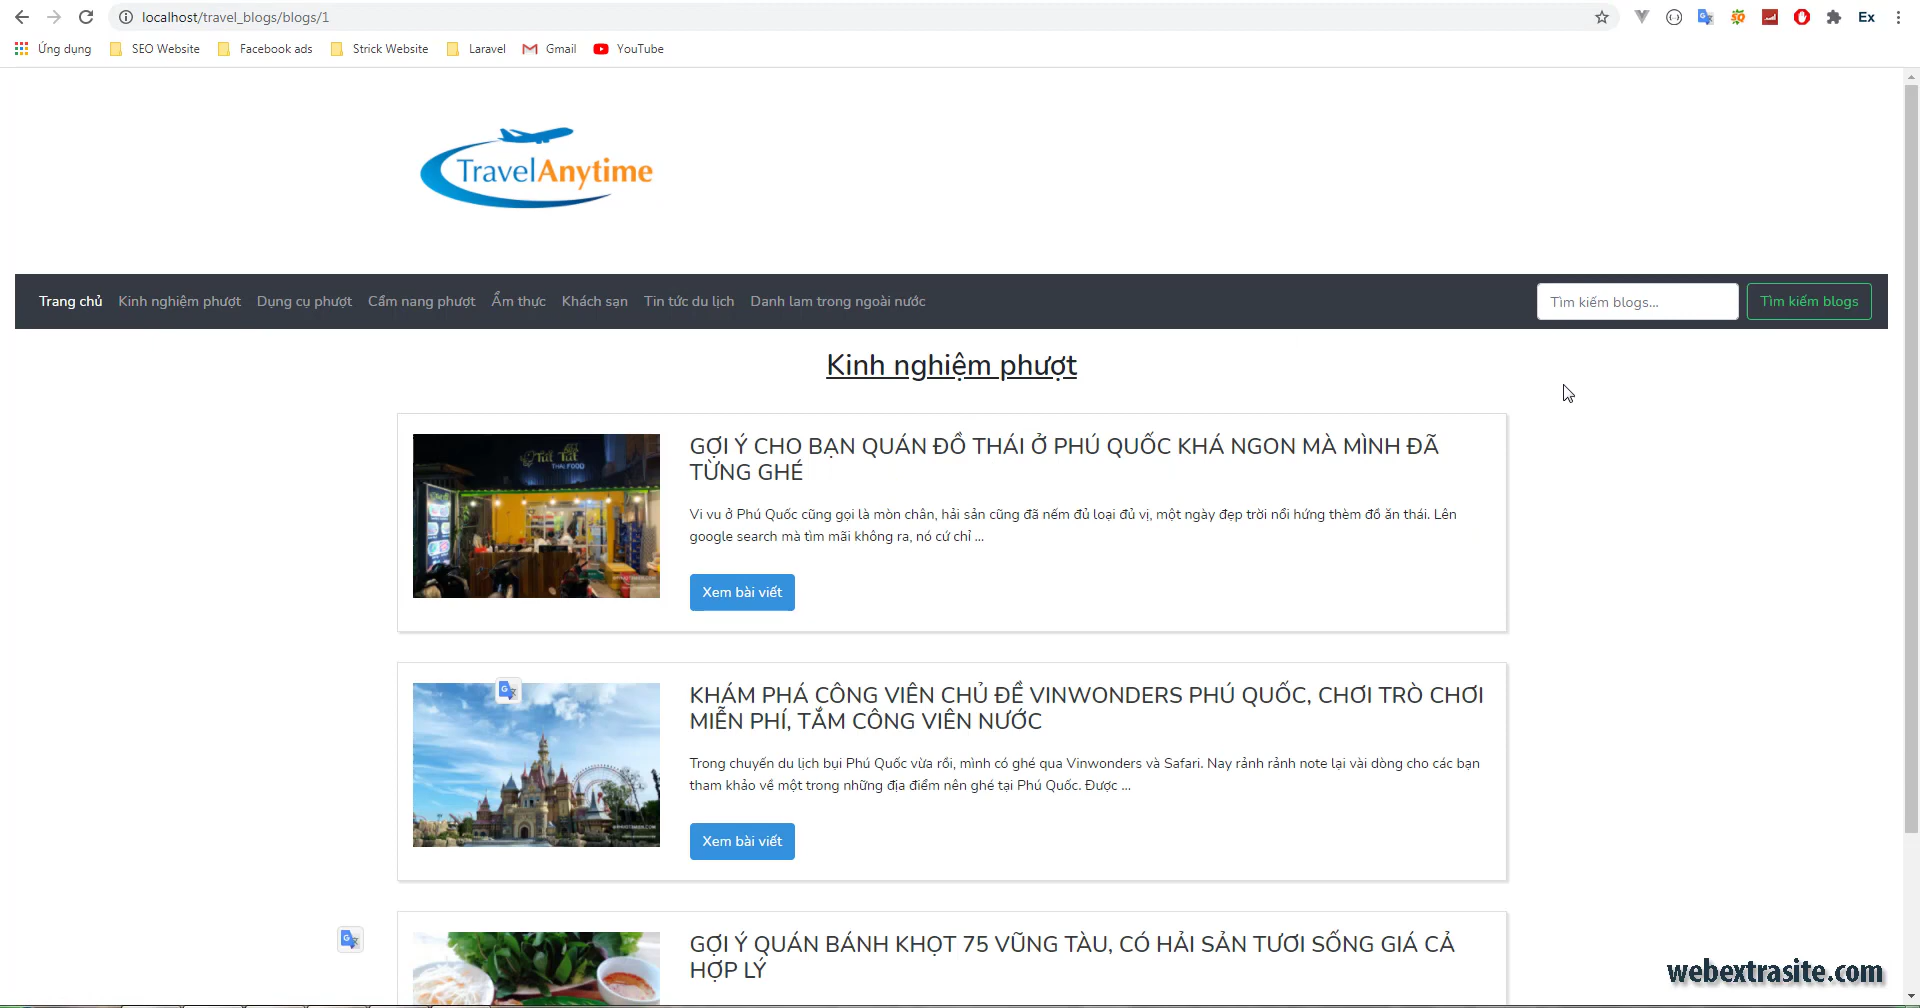 localhost/travel_blogs/blogs/1
Ex
Ứng dụng SEO Website Facebook ads Strick Website Laravel Gmail YouTube
TravelAnytime
Trang chủ Kinh nghiệm phượt Dụng cụ phượt Cẩm nang phượt Ẩm thực Khách sạn Tin tức du lịch Danh lam trong ngoài nước Tìm kiếm blogs... Tìm kiếm blogs
Kinh nghiệm phượt
Tút Tút
THAI FOOD
GỢI Ý CHO BẠN QUÁN ĐỒ THÁI Ở PHÚ QUỐC KHÁ NGON MÀ MÌNH ĐÃ
TỪNG GHÉ
Vi vu ở Phú Quốc cũng gọi là mòn chân, hải sản cũng đã nếm đủ loại đủ vị, một ngày đẹp trời nổi hứng thèm đồ ăn thái. Lên
google search mà tìm mãi không ra, nó cứ chỉ ...
Xem bài viết
KHÁM PHÁ CÔNG VIÊN CHỦ ĐỀ VINWONDERS PHÚ QUỐC, CHƠI TRÒ CHƠI
MIỄN PHÍ, TẮM CÔNG VIÊN NƯỚC
Trong chuyến du lịch bụi Phú Quốc vừa rồi, mình có ghé qua Vinwonders và Safari. Nay rảnh rảnh note lại vài dòng cho các bạn
tham khảo về một trong những địa điểm nên ghé tại Phú Quốc. Được ...
Xem bài viết
GỢI Ý QUÁN BÁNH KHỌT 75 VŨNG TÀU, CÓ HẢI SẢN TƯƠI SỐNG GIÁ CẢ
HỢP LÝ
webextrasite.com